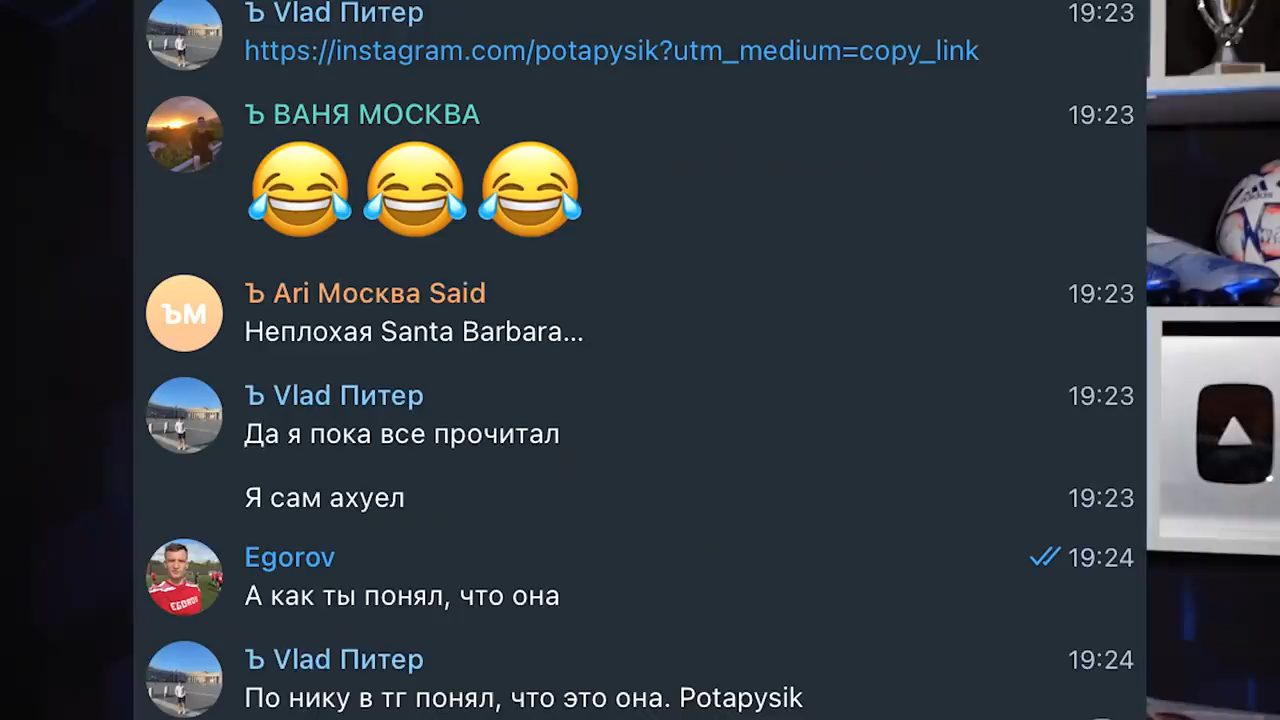 Ъ Vlad Питер 19:23
https://instagram.com/potapysik?utm_medium=copy_link
Ъ ВАНЯ МОСКВА 19:23
Ъ Ari Москва Said 19:23
ЪМ
Неплохая Santa Barbara...
Ъ Vlad Питер 19:23
Да я пока все прочитал
Я сам ахуел 19:23
Egorov 19:24
А как ты понял, что она
EGOROV
Ъ Vlad Питер 19:24
По нику в тг понял, что это она. Potapysik